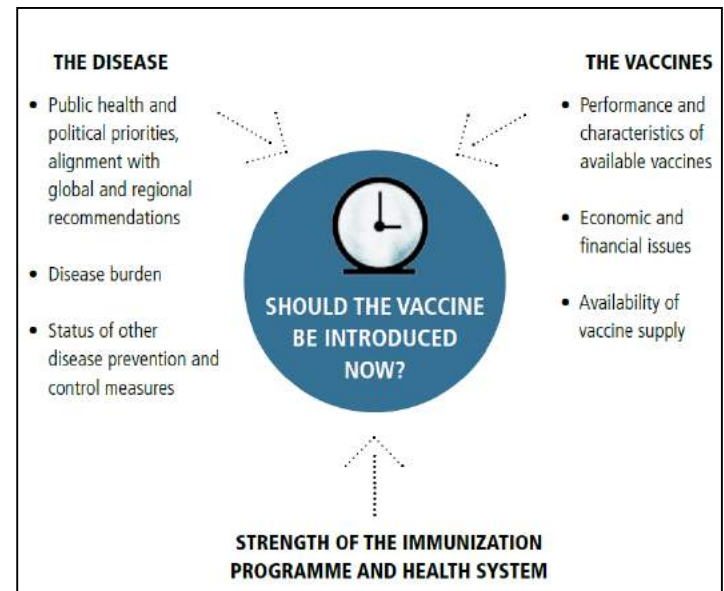 THE DISEASE
• Public health and
political priorities,
alignment with
global and regional
recommendations
• Disease burden
• Status of other
disease prevention and
control measures
THE VACCINES
• Performance and
characteristics of
available vaccines
• Economic and
financial issues
• Availability of
vaccine supply
SHOULD THE VACCINE
BE INTRODUCED
NOW?
STRENGTH OF THE IMMUNIZATION
PROGRAMME AND HEALTH SYSTEM